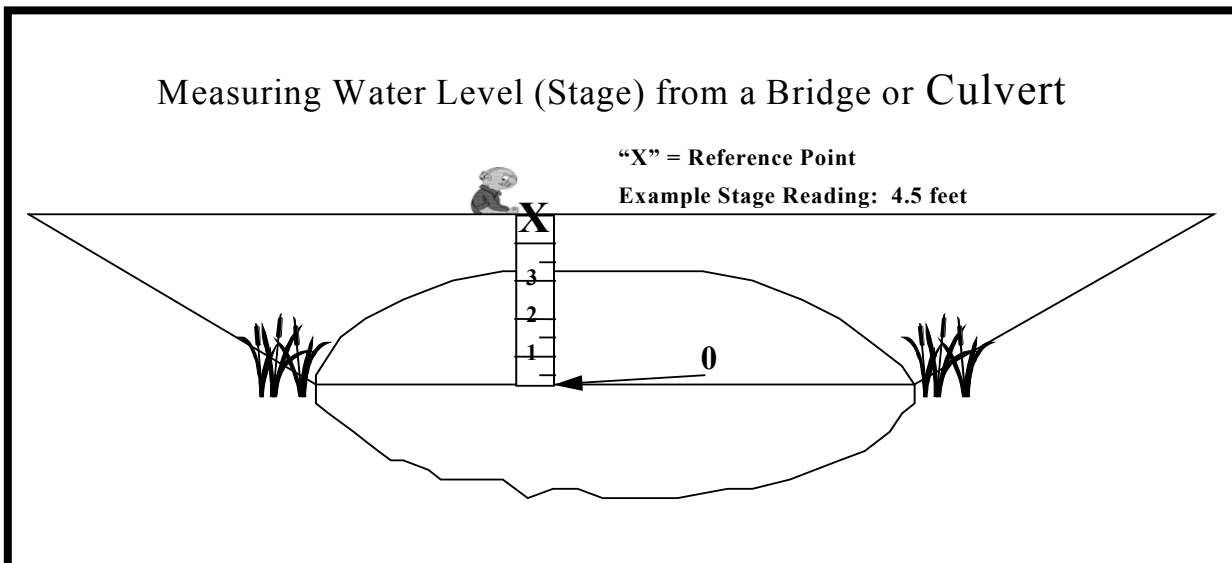 Measuring Water Level (Stage) from a Bridge or Culvert
“X” = Reference Point
Example Stage Reading: 4.5 feet
X
3
2
1
0